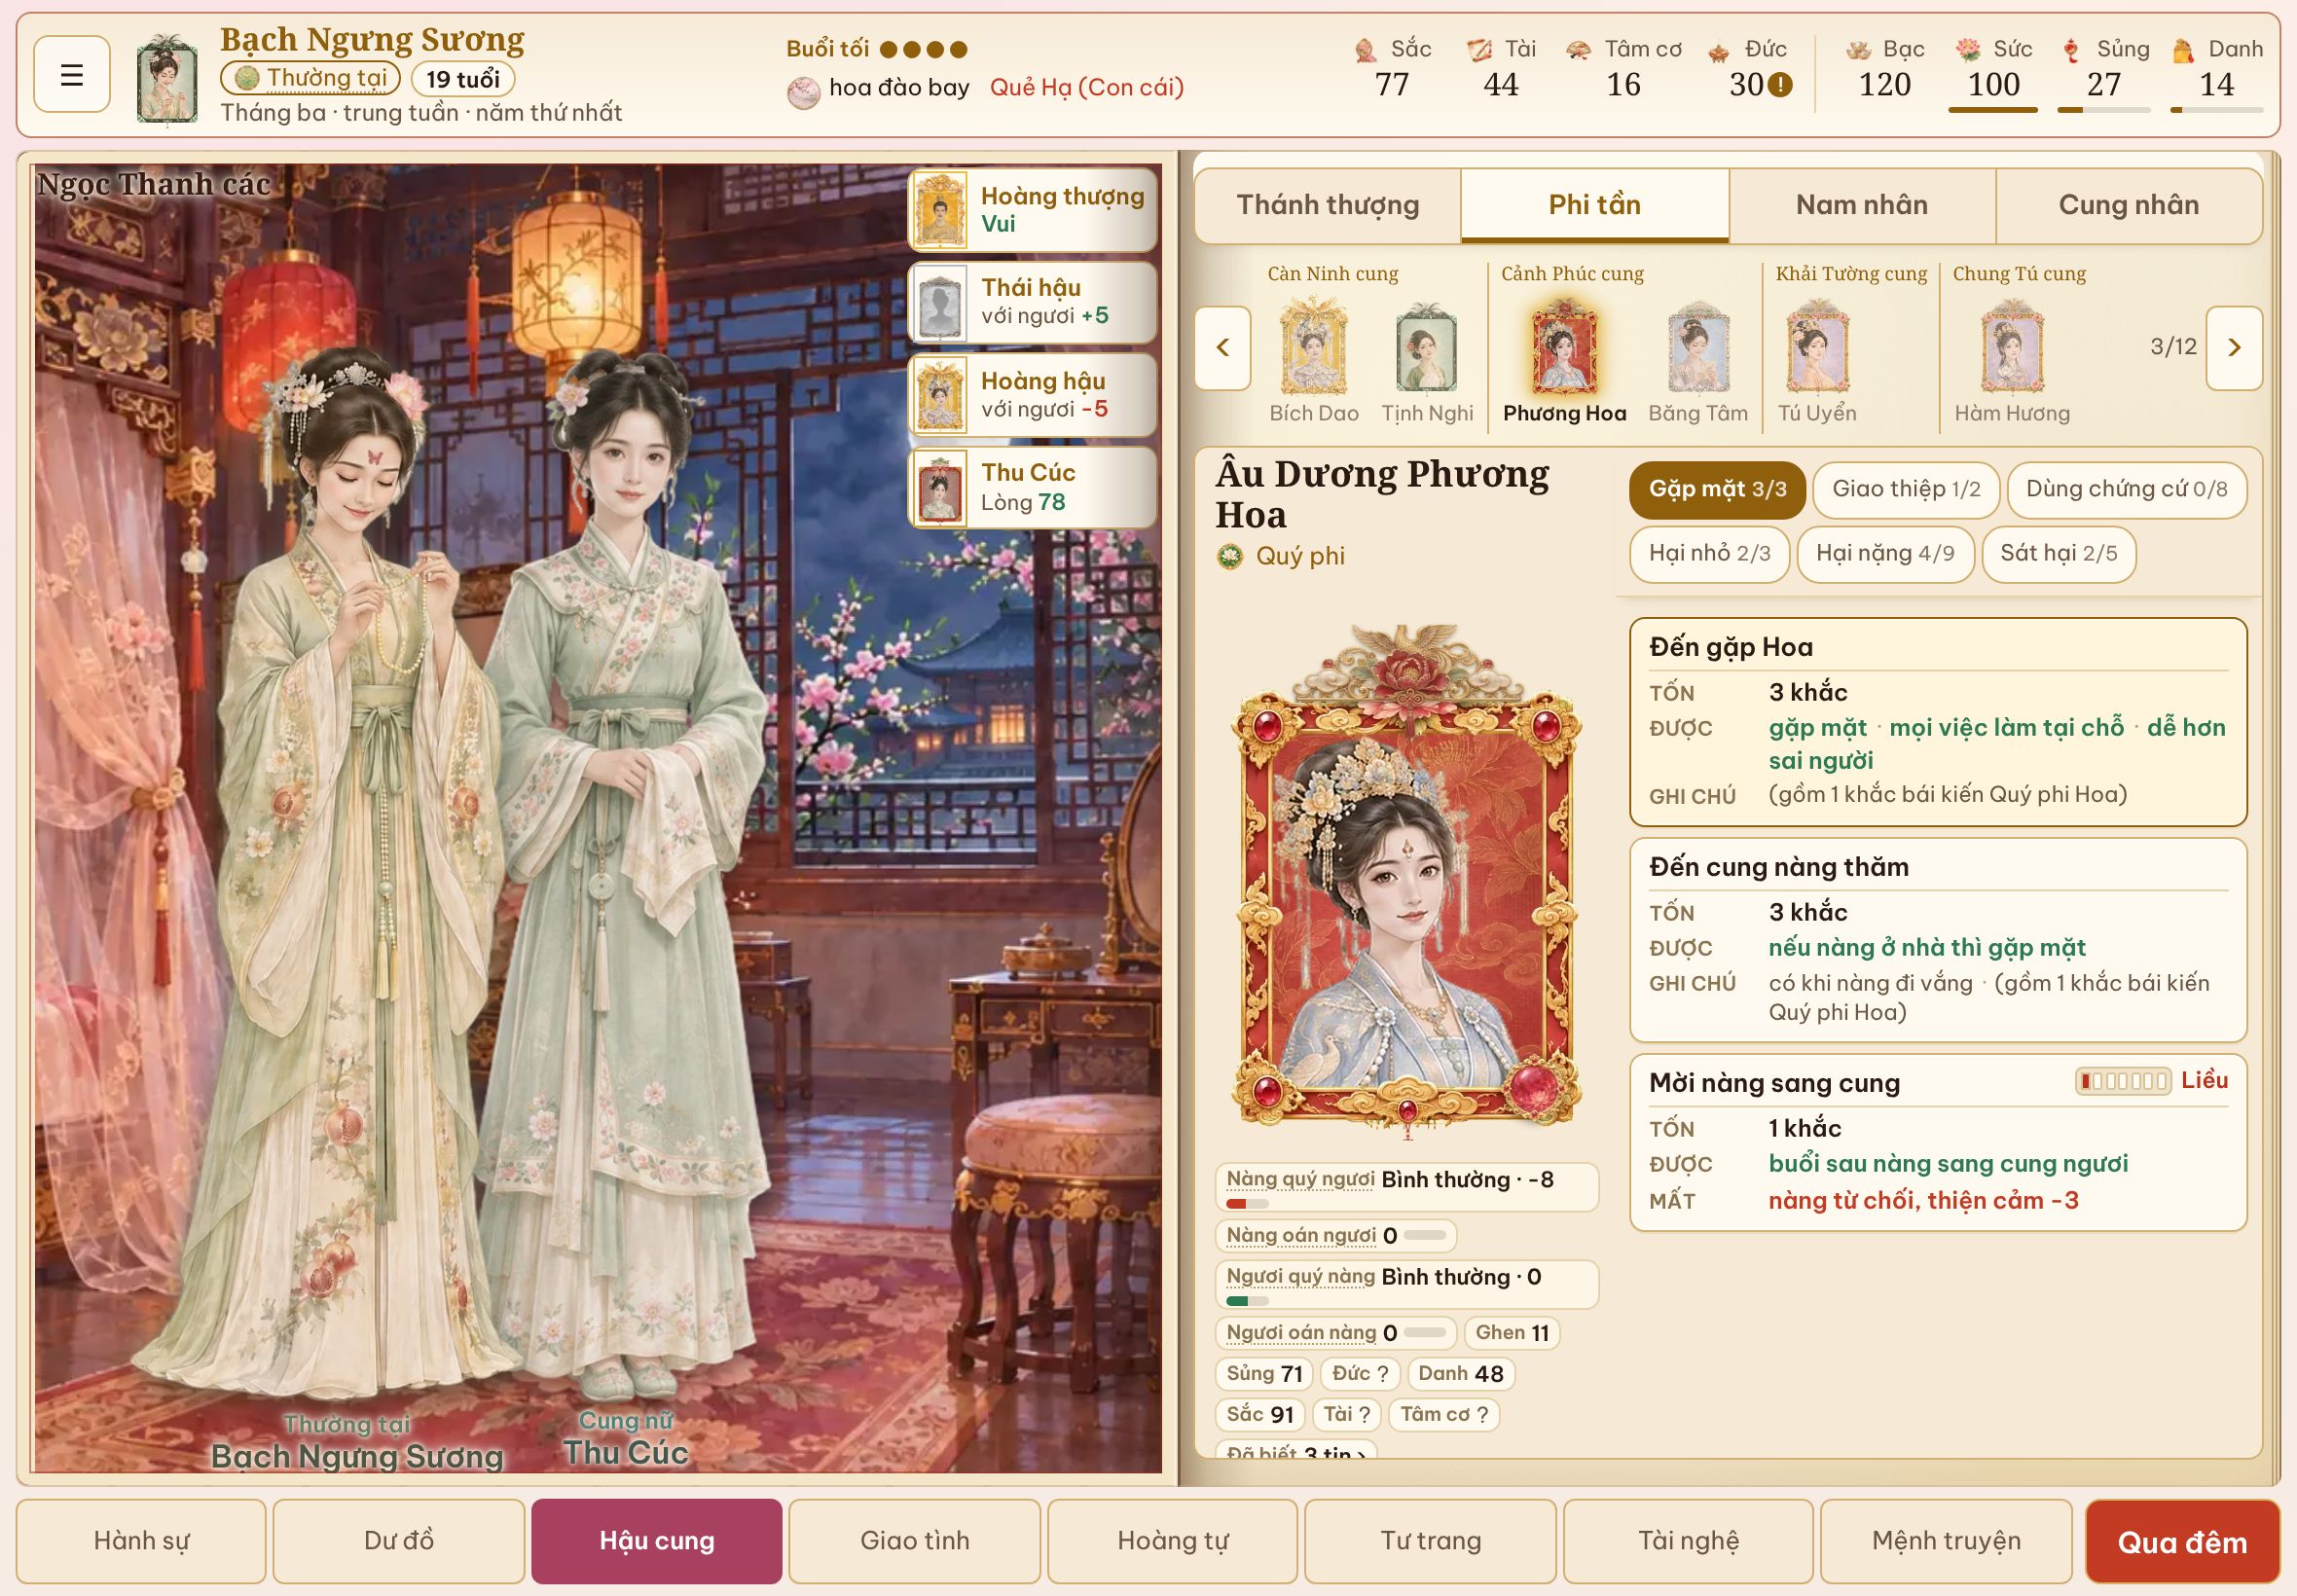 ☰
Bạch Ngưng Sương
Thường tại
19 tuổi
Tháng ba · trung tuần · năm thứ nhất
Buổi tối
hoa đào bay
Quẻ Hạ (Con cái)
Sắc
77
Tài
44
Tâm cơ
16
Đức
30 !
Bạc
120
Sức
100
Sủng
27
Danh
14
Ngọc Thanh các
Hoàng thượng
Vui
Thái hậu
với ngươi +5
Hoàng hậu
với ngươi -5
Thu Cúc
Lòng 78
Thường tại
Bạch Ngưng Sương
Cung nữ
Thu Cúc
Thánh thượng
Phi tần
Nam nhân
Cung nhân
Càn Ninh cung
Cảnh Phúc cung
Khải Tường cung
Chung Tú cung
‹
Bích Dao
Tịnh Nghi
Phương Hoa
Băng Tâm
Tú Uyển
Hàm Hương
3/12
›
Âu Dương Phương
Hoa
Quý phi
Nàng quý ngươi Bình thường · -8
Nàng oán ngươi 0
Ngươi quý nàng Bình thường · 0
Ngươi oán nàng 0
Ghen 11
Sủng 71
Đức ?
Danh 48
Sắc 91
Tài ?
Tâm cơ ?
Đã biết 3 tin ›
Gặp mặt 3/3
Giao thiệp 1/2
Dùng chứng cứ 0/8
Hại nhỏ 2/3
Hại nặng 4/9
Sát hại 2/5
Đến gặp Hoa
TỐN 3 khắc
ĐƯỢC gặp mặt · mọi việc làm tại chỗ · dễ hơn
sai người
GHI CHÚ (gồm 1 khắc bái kiến Quý phi Hoa)
Đến cung nàng thăm
TỐN 3 khắc
ĐƯỢC nếu nàng ở nhà thì gặp mặt
GHI CHÚ có khi nàng đi vắng · (gồm 1 khắc bái kiến
Quý phi Hoa)
Mời nàng sang cung
Liều
TỐN 1 khắc
ĐƯỢC buổi sau nàng sang cung ngươi
MẤT nàng từ chối, thiện cảm -3
Hành sự
Dư đồ
Hậu cung
Giao tình
Hoàng tự
Tư trang
Tài nghệ
Mệnh truyện
Qua đêm